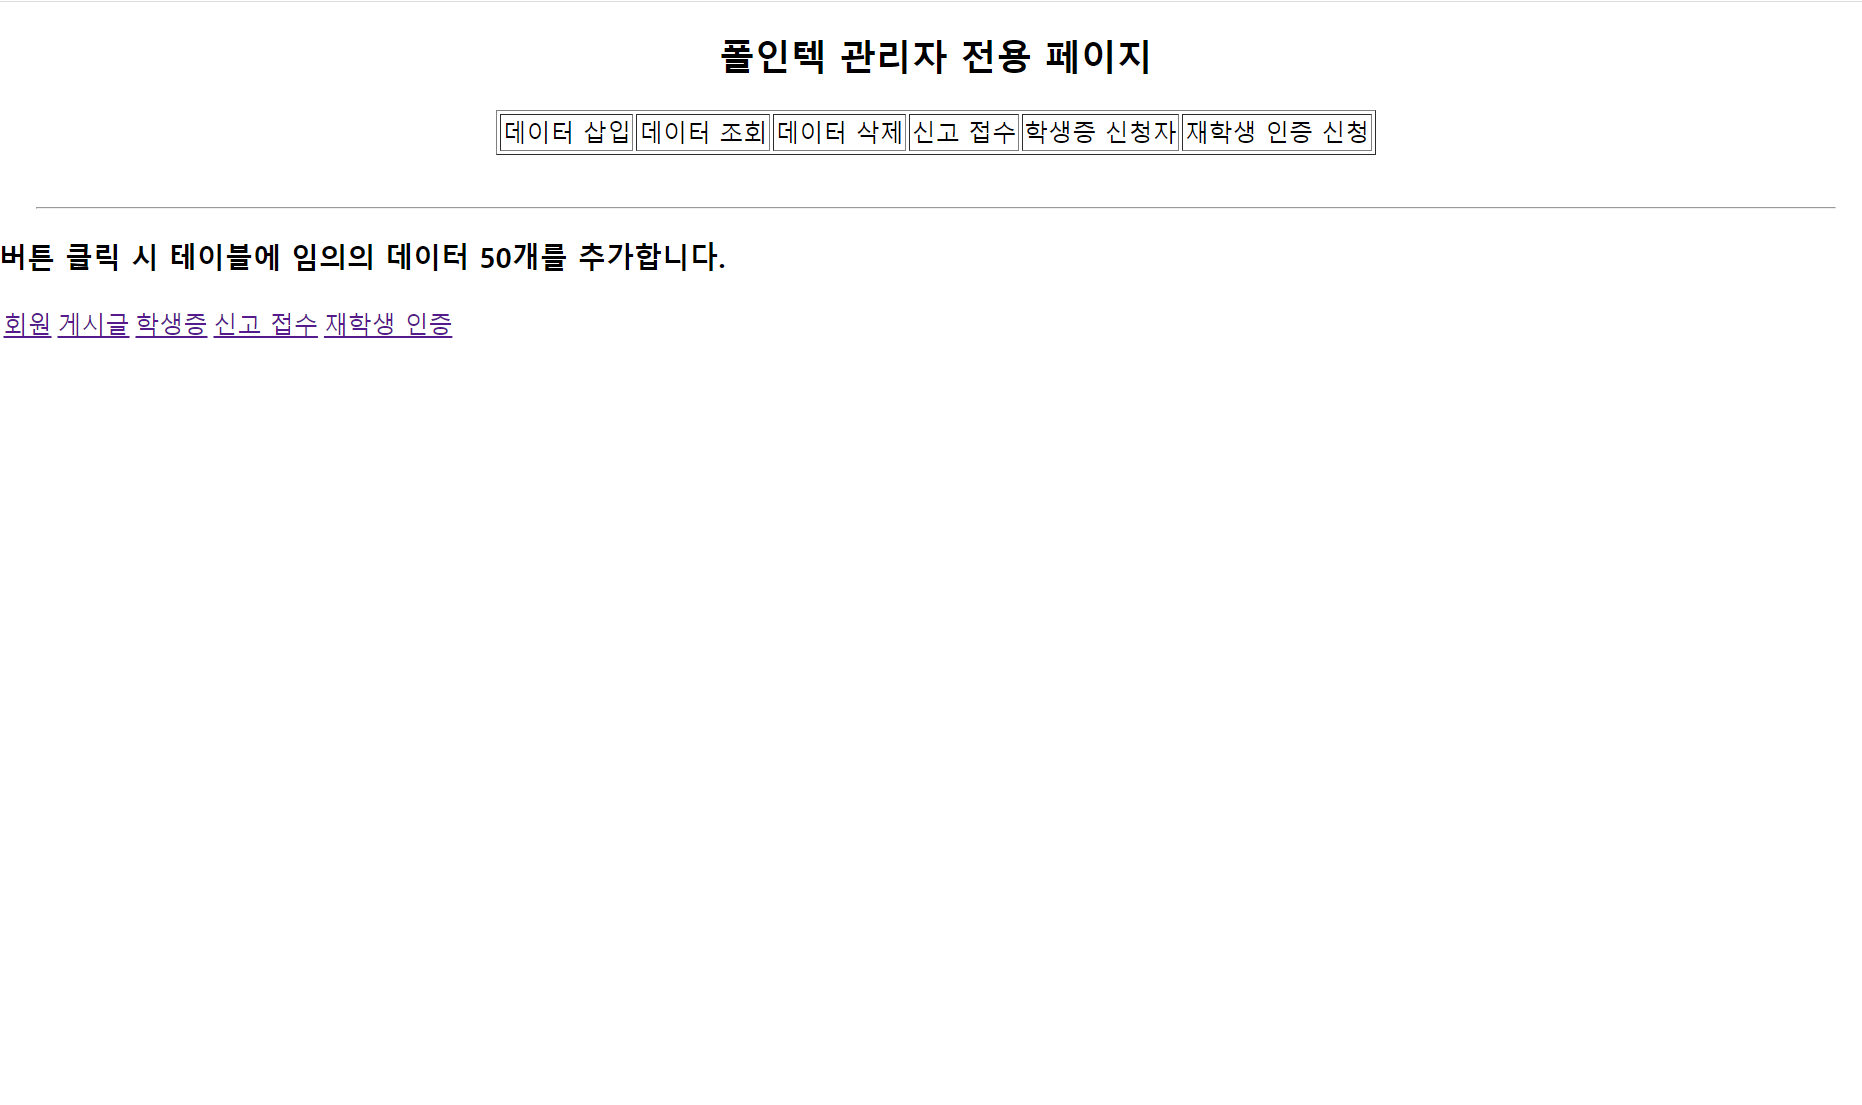 폴인텍 관리자 전용 페이지
데이터 삽입 데이터 조회 데이터 삭제 신고 접수 학생증 신청자 재학생 인증 신청
버튼 클릭 시 테이블에 임의의 데이터 50개를 추가합니다.
회원 게시글 학생증 신고 접수 재학생 인증